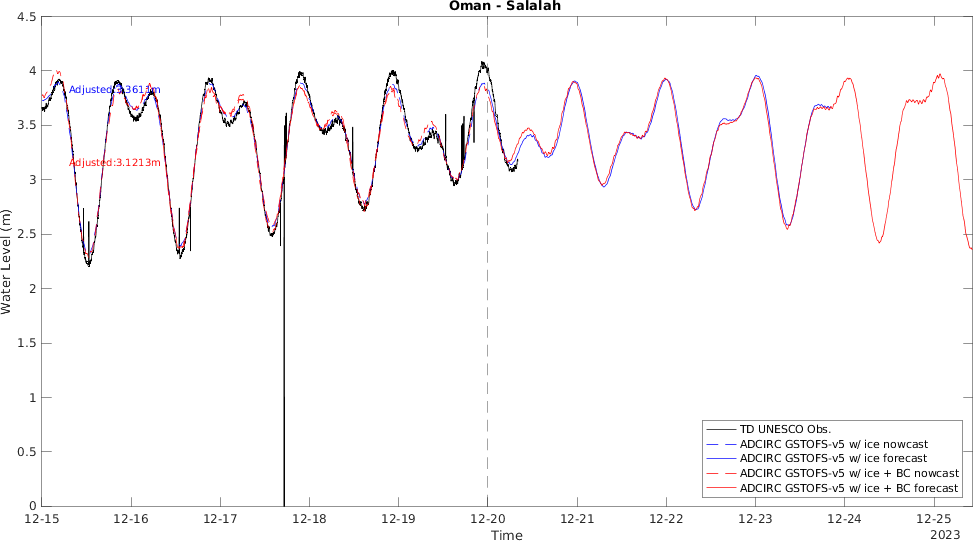 Oman - Salalah
4.5
4
3.5
3
2.5
2
1.5
1
0.5
0
Water Level (m)
Adjusted:3.3611m
Adjusted:3.1213m
TD UNESCO Obs.
ADCIRC GSTOFS-v5 w/ ice nowcast
ADCIRC GSTOFS-v5 w/ ice forecast
ADCIRC GSTOFS-v5 w/ ice + BC nowcast
ADCIRC GSTOFS-v5 w/ ice + BC forecast
12-15 12-16 12-17 12-18 12-19 12-20 12-21 12-22 12-23 12-24 12-25
Time
2023